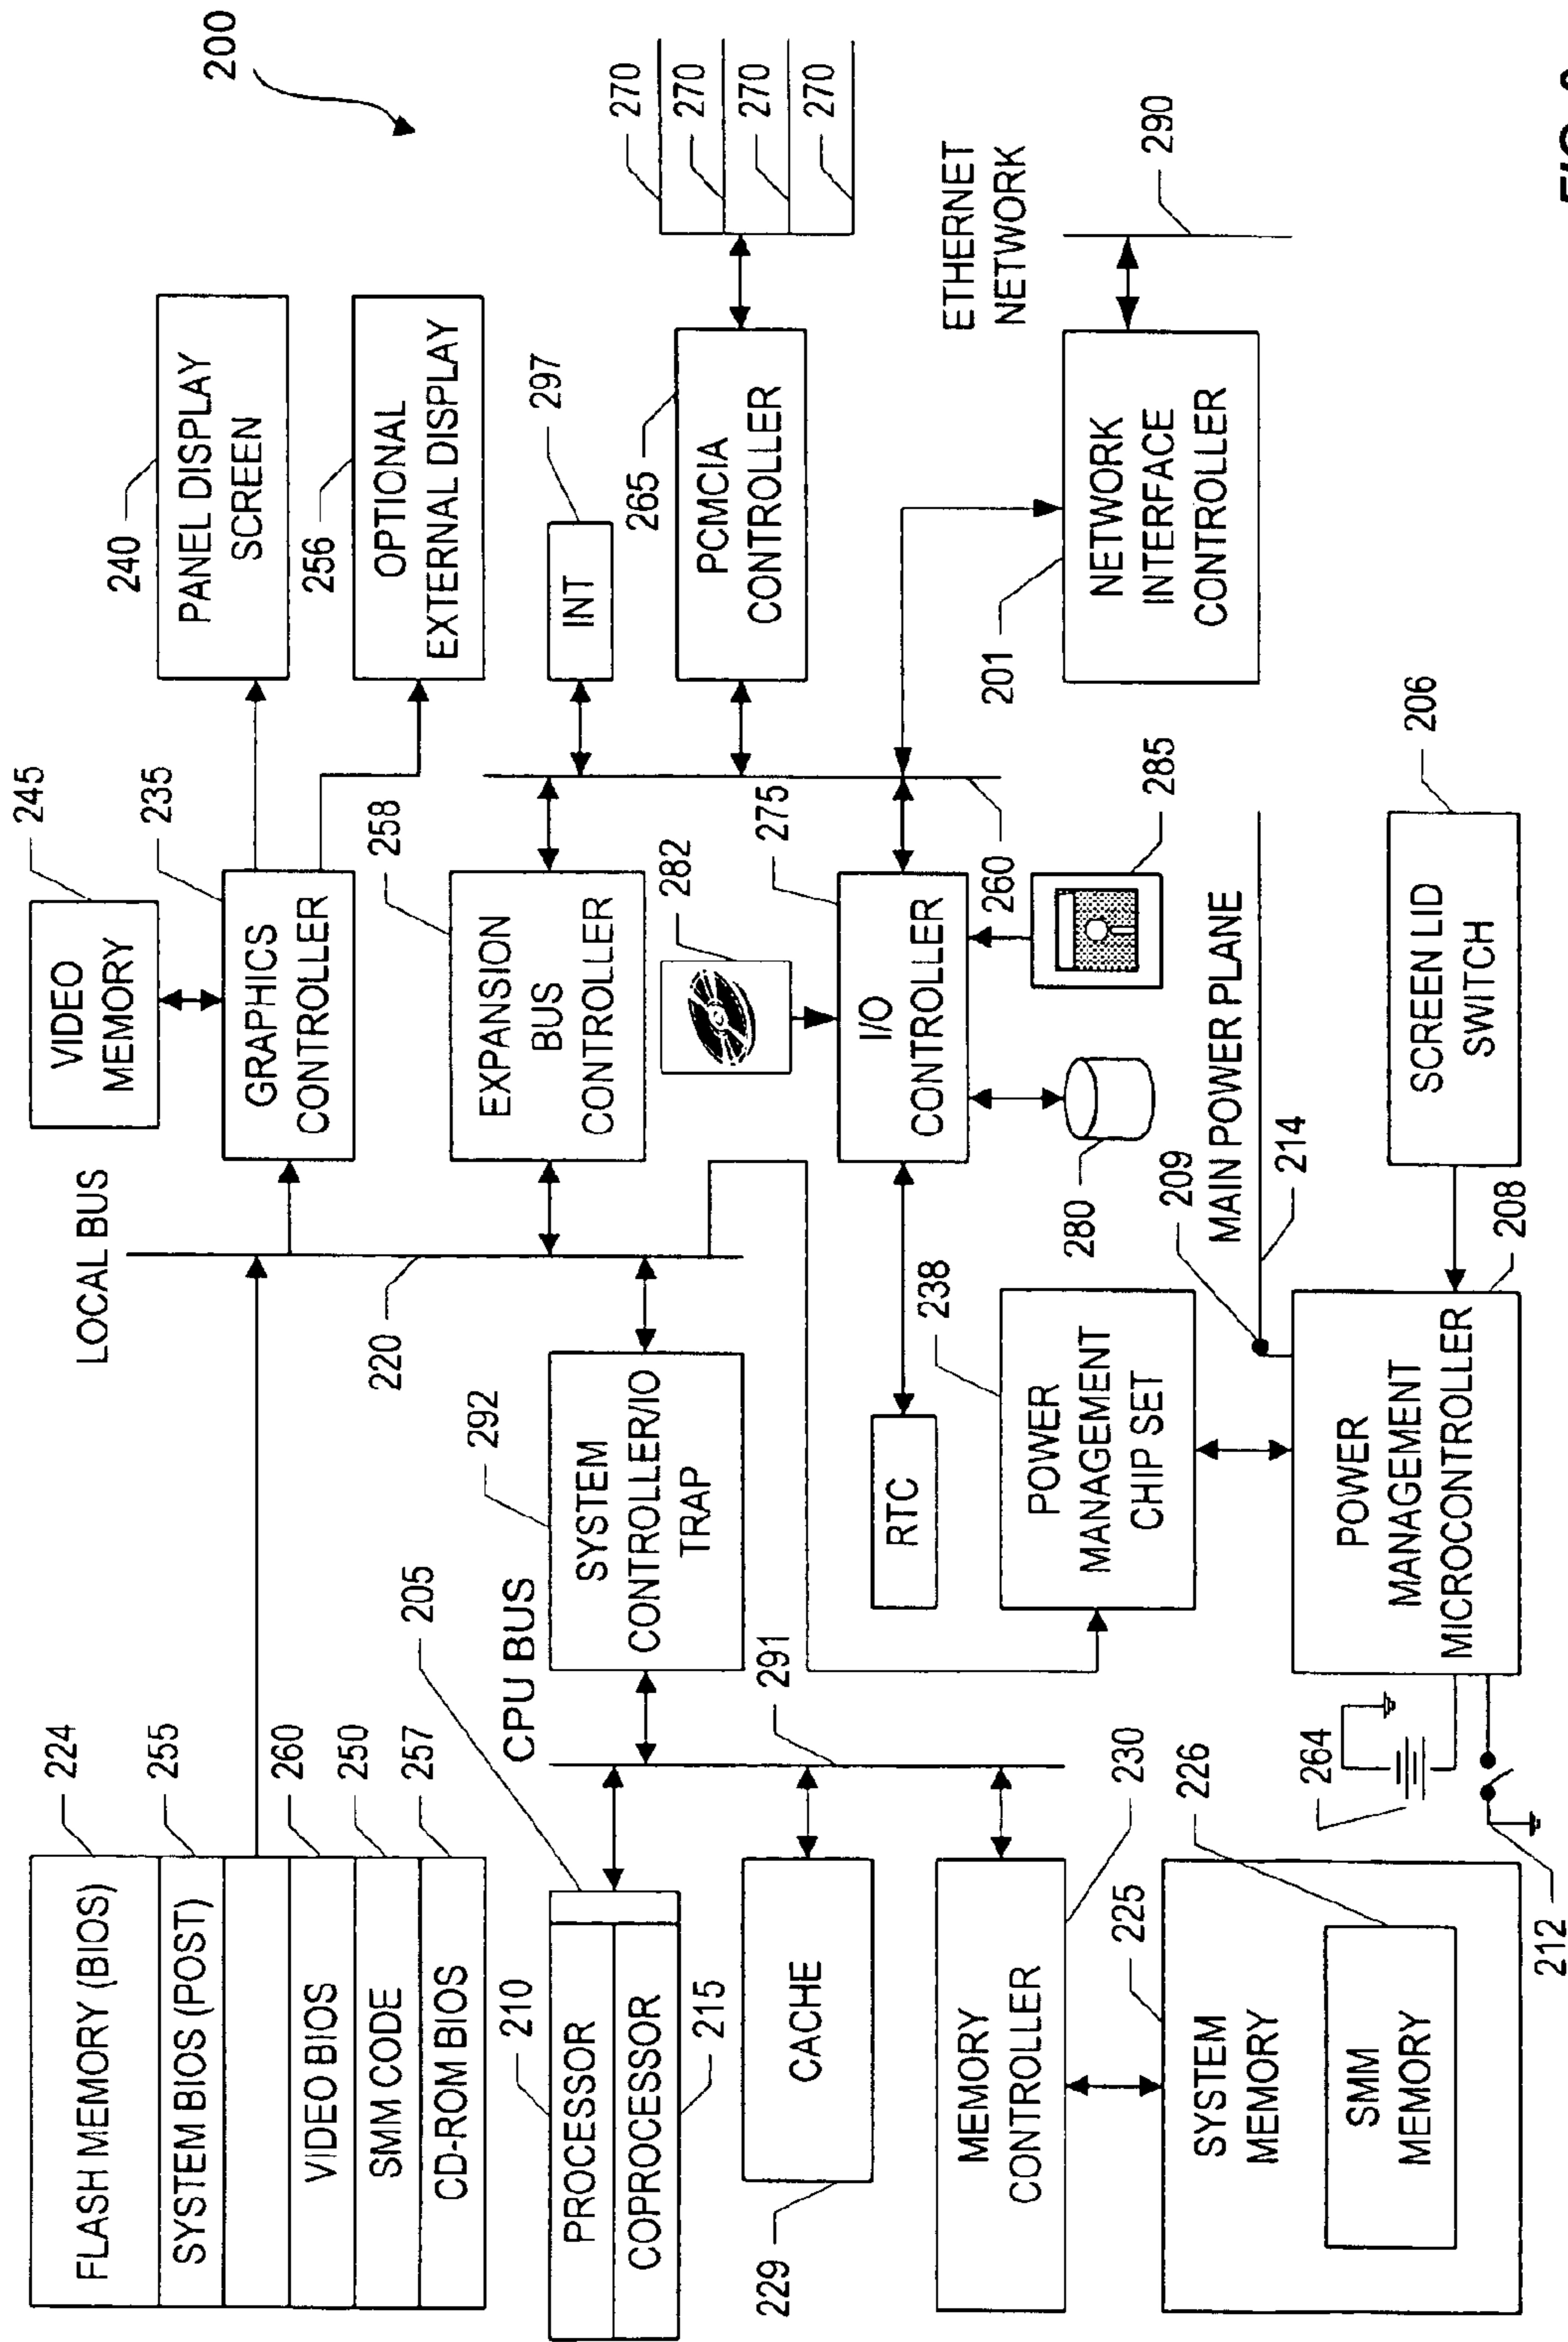 200
FLASH MEMORY (BIOS)
224
SYSTEM BIOS (POST)
255
VIDEO BIOS
260
SMM CODE
250
CD-ROM BIOS
257
LOCAL BUS
220
VIDEO
MEMORY
245
GRAPHICS
CONTROLLER
235
PANEL DISPLAY
SCREEN
240
OPTIONAL
EXTERNAL DISPLAY
256
EXPANSION
BUS
CONTROLLER
258
INT
297
PCMCIA
CONTROLLER
265
270
270
270
270
PROCESSOR
210
COPROCESSOR
215
205
CPU BUS
291
SYSTEM
CONTROLLER/IO
TRAP
292
CACHE
229
282
I/O
CONTROLLER
275
260
285
280
RTC
ETHERNET
NETWORK
290
NETWORK
INTERFACE
CONTROLLER
201
MEMORY
CONTROLLER
230
SYSTEM
MEMORY
225
SMM
MEMORY
226
POWER
MANAGEMENT
CHIP SET
238
MAIN POWER PLANE
209
214
POWER
MANAGEMENT
MICROCONTROLLER
208
264
212
SCREEN LID
SWITCH
206